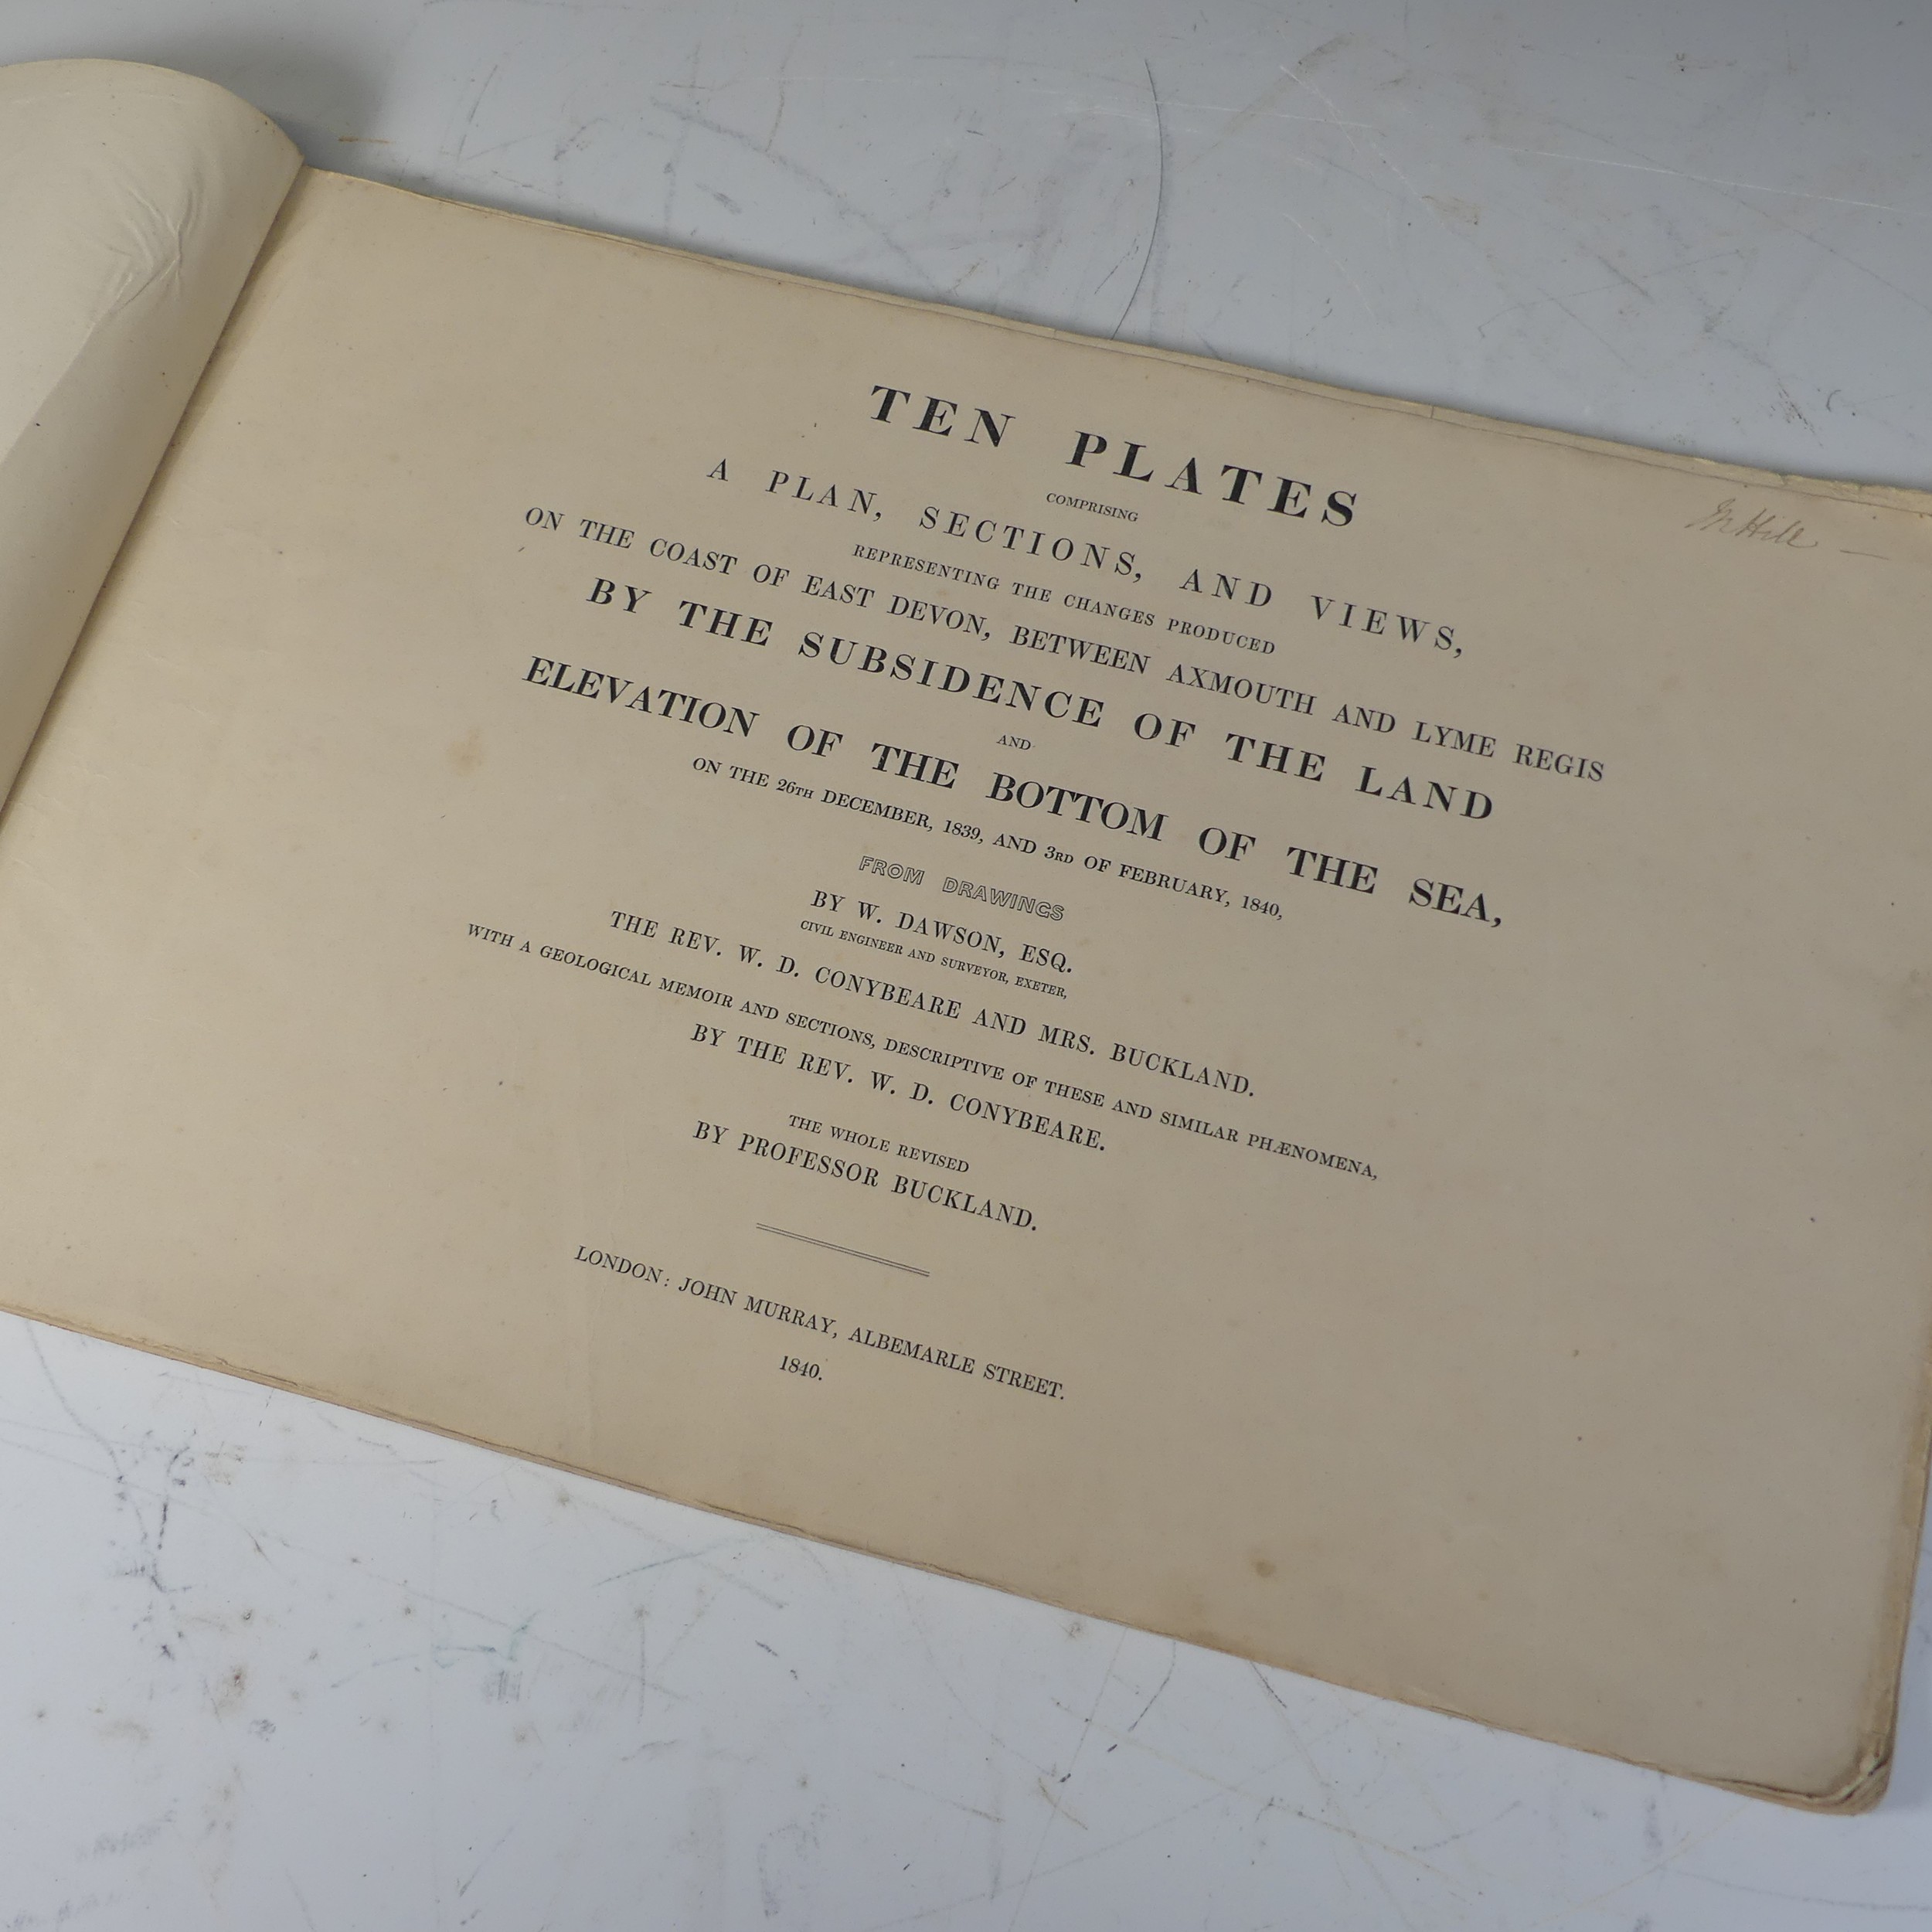 TEN PLATES
COMPRISING
A PLAN, SECTIONS, AND VIEWS,
REPRESENTING THE CHANGES PRODUCED
ON THE COAST OF EAST DEVON, BETWEEN AXMOUTH AND LYME REGIS
BY THE SUBSIDENCE OF THE LAND
AND
ELEVATION OF THE BOTTOM OF THE SEA,
ON THE 26TH DECEMBER, 1839, AND 3RD OF FEBRUARY, 1840,
FROM DRAWINGS
BY W. DAWSON, ESQ.
CIVIL ENGINEER AND SURVEYOR, EXETER,
THE REV. W. D. CONYBEARE AND MRS. BUCKLAND.
WITH A GEOLOGICAL MEMOIR AND SECTIONS, DESCRIPTIVE OF THESE AND SIMILAR PHÆNOMENA,
BY THE REV. W. D. CONYBEARE.
THE WHOLE REVISED
BY PROFESSOR BUCKLAND.
LONDON: JOHN MURRAY, ALBEMARLE STREET.
1840.